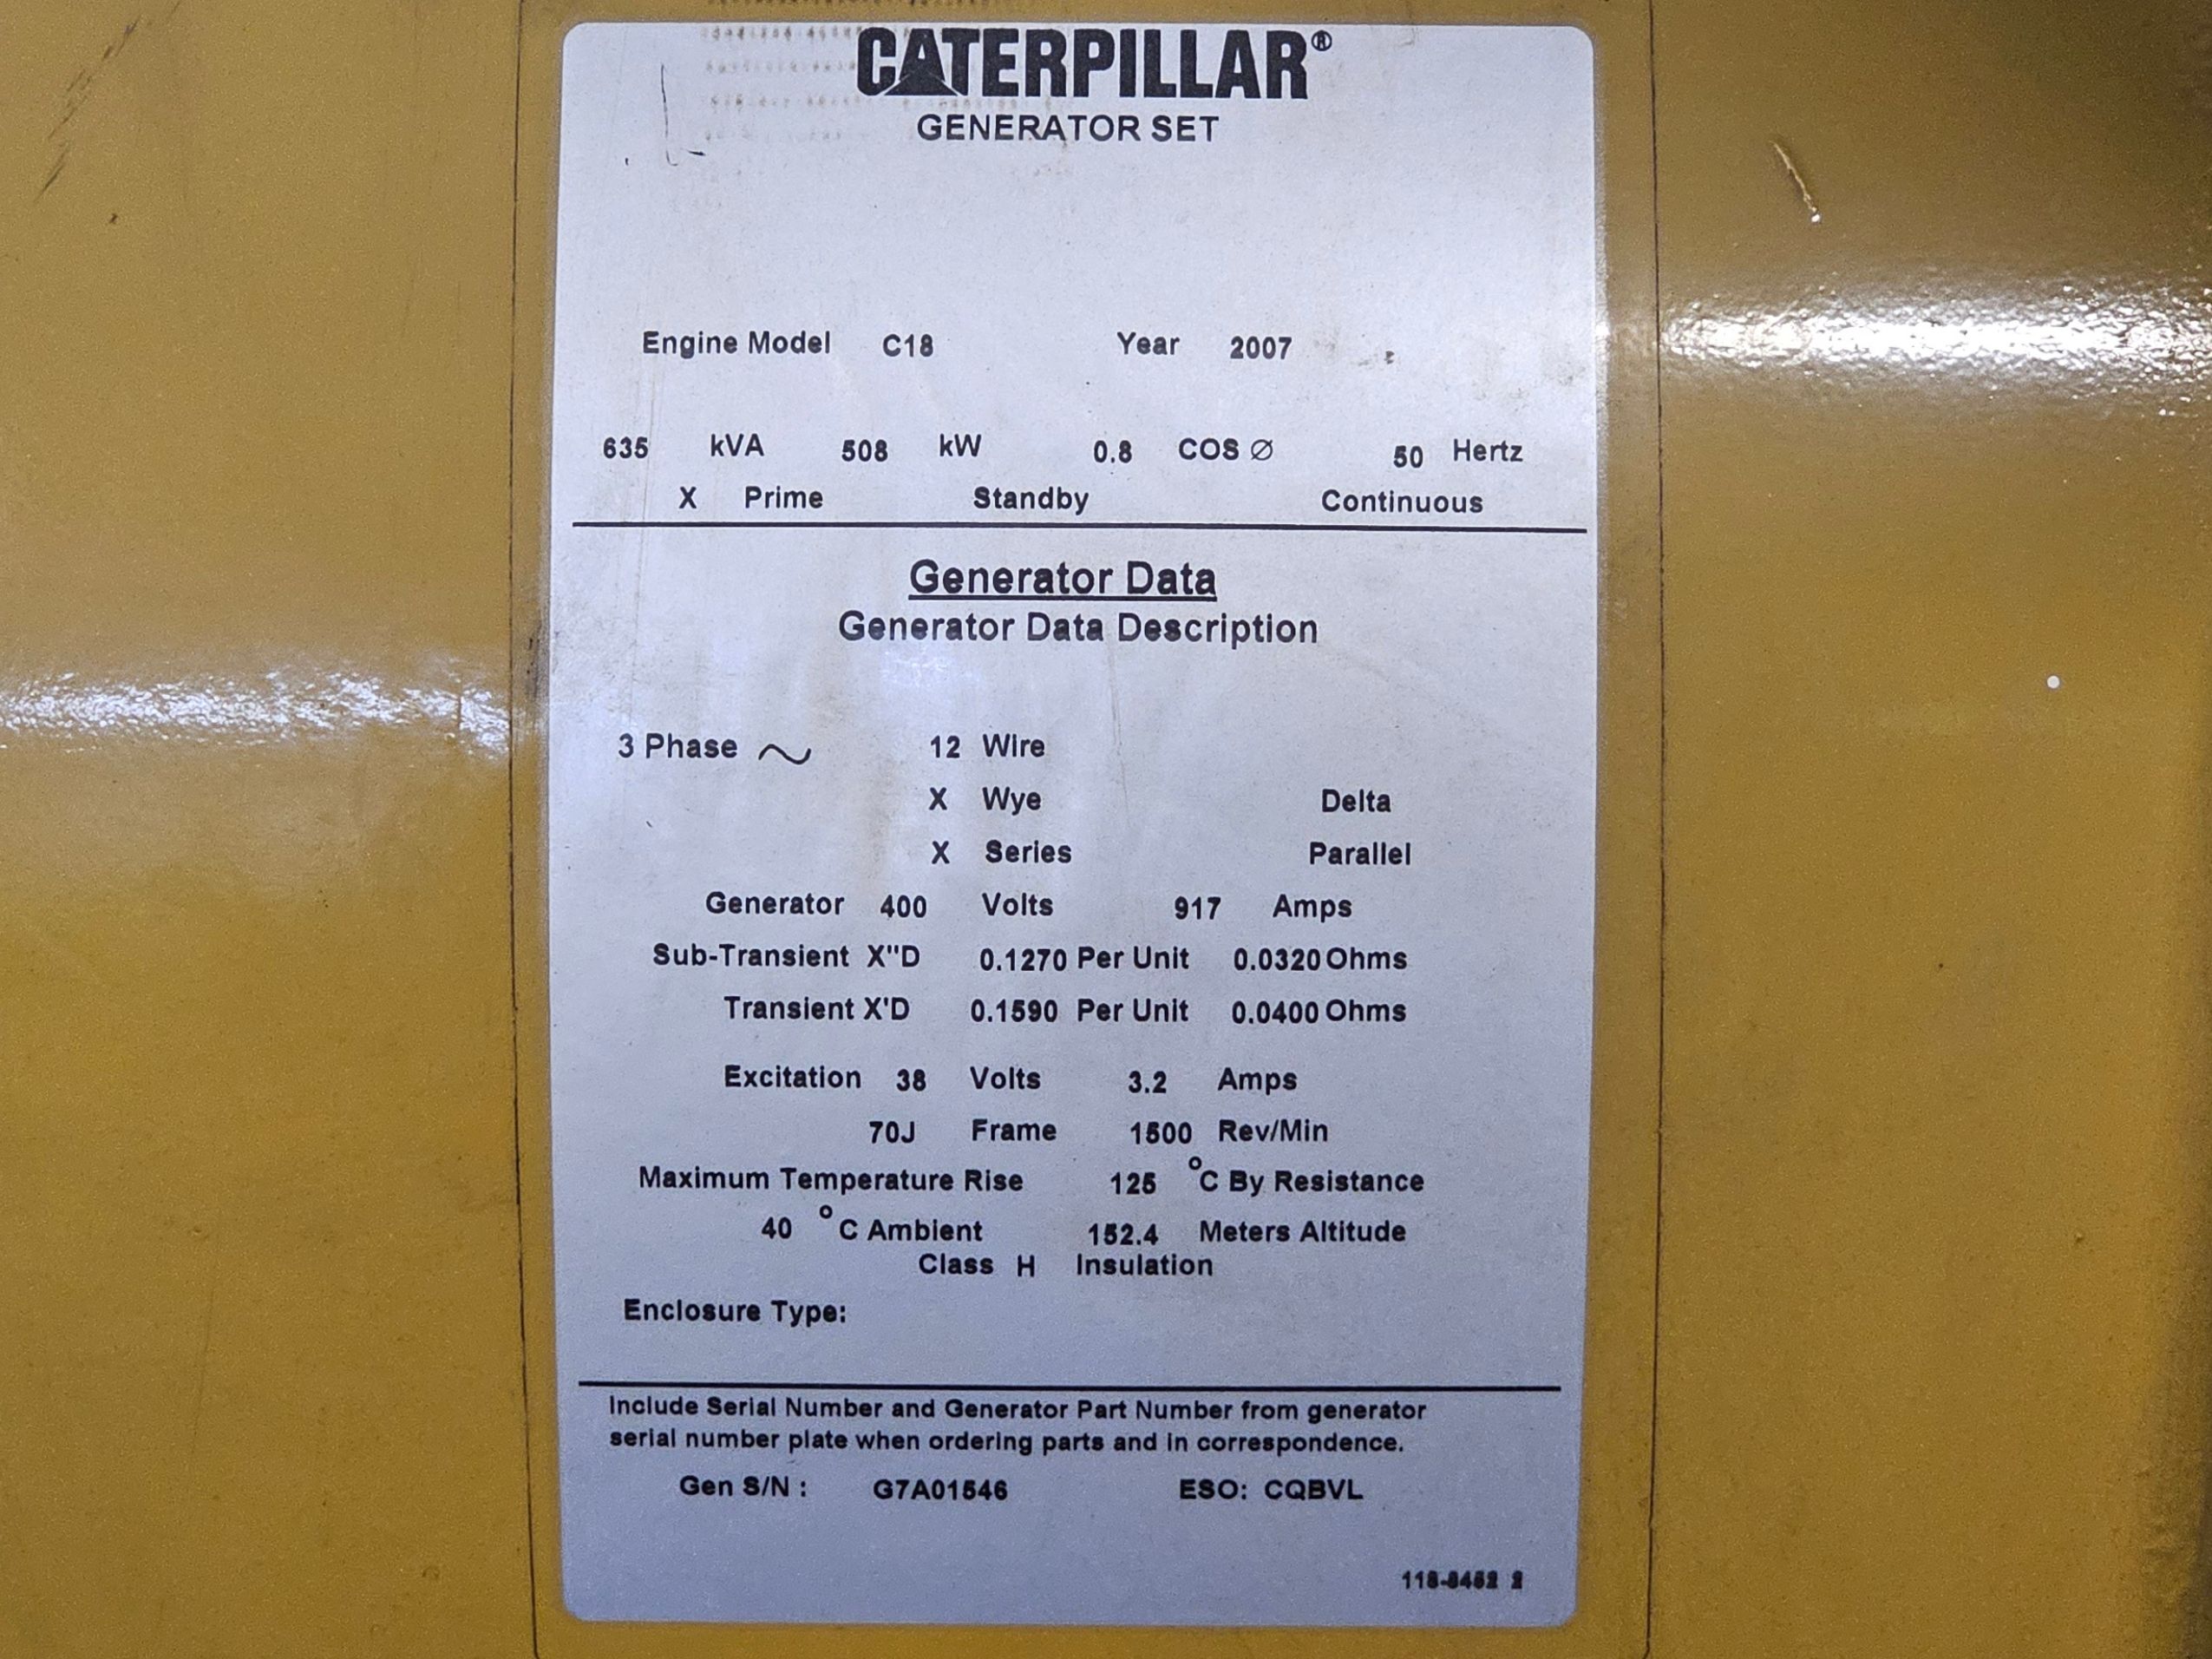 CATERPILLAR®
GENERATOR SET
Engine Model C18 Year 2007
635 kVA 508 kW 0.8 COS Ø 50 Hertz
X Prime Standby Continuous
Generator Data
Generator Data Description
3 Phase ~ 12 Wire
X Wye Delta
X Series Parallel
Generator 400 Volts 917 Amps
Sub-Transient X"D 0.1270 Per Unit 0.0320 Ohms
Transient X'D 0.1590 Per Unit 0.0400 Ohms
Excitation 38 Volts 3.2 Amps
70J Frame 1500 Rev/Min
Maximum Temperature Rise 125 °C By Resistance
40 °C Ambient 152.4 Meters Altitude
Class H Insulation
Enclosure Type:
Include Serial Number and Generator Part Number from generator
serial number plate when ordering parts and in correspondence.
Gen S/N : G7A01546 ESO: CQBVL